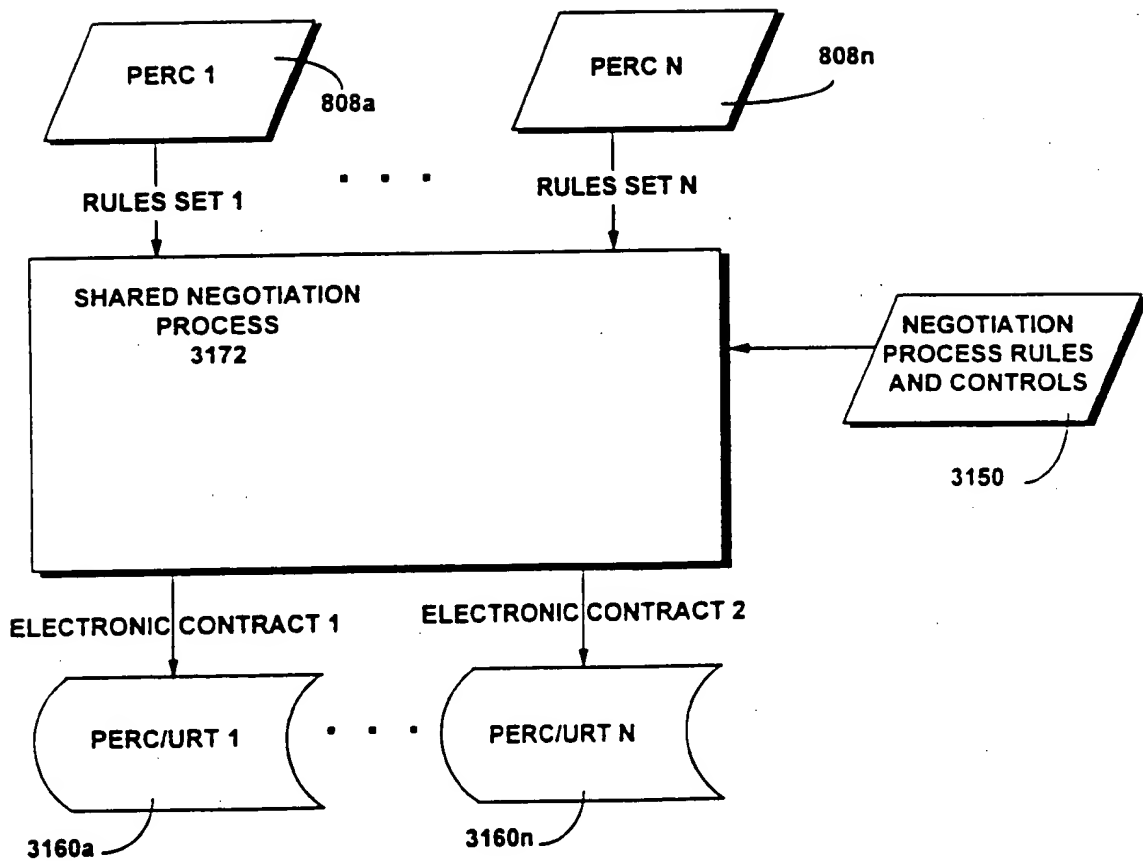 PERC 1
808a
PERC N
808n
RULES SET 1
RULES SET N
SHARED NEGOTIATION
PROCESS
3172
NEGOTIATION
PROCESS RULES
AND CONTROLS
3150
ELECTRONIC CONTRACT 1
ELECTRONIC CONTRACT 2
PERC/URT 1
PERC/URT N
3160a
3160n